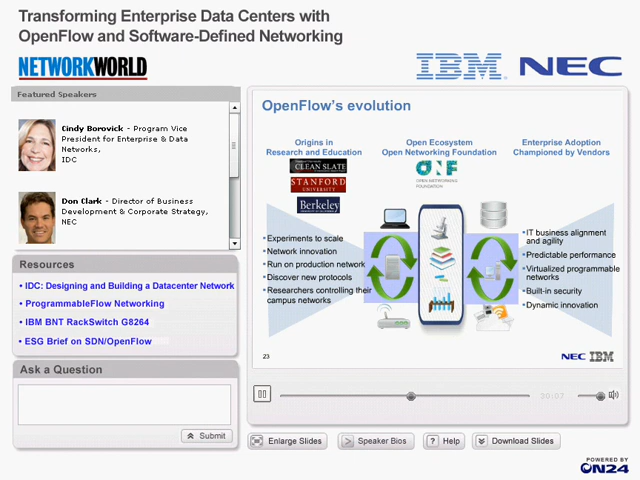 Transforming Enterprise Data Centers with
OpenFlow and Software-Defined Networking
NETWORKWORLD
IBM NEC
Featured Speakers
Cindy Borovick - Program Vice
President for Enterprise & Data
Networks,
IDC
Don Clark - Director of Business
Development & Corporate Strategy,
NEC
Resources
• IDC: Designing and Building a Datacenter Network
• ProgrammableFlow Networking
• IBM BNT RackSwitch G8264
• ESG Brief on SDN/OpenFlow
Ask a Question
Submit
OpenFlow's evolution
Origins in
Research and Education
CLEAN SLATE
STANFORD
UNIVERSITY
Berkeley
Open Ecosystem
Open Networking Foundation
ONF
OPEN NETWORKING
FOUNDATION
Enterprise Adoption
Championed by Vendors
• Experiments to scale
• Network innovation
• Run on production network
• Discover new protocols
• Researchers controlling their
campus networks
• IT business alignment
and agility
• Predictable performance
• Virtualized programmable
networks
• Built-in security
• Dynamic innovation
23
NEC IBM
30:07
Enlarge Slides
Speaker Bios
? Help
Download Slides
POWERED BY
ON24